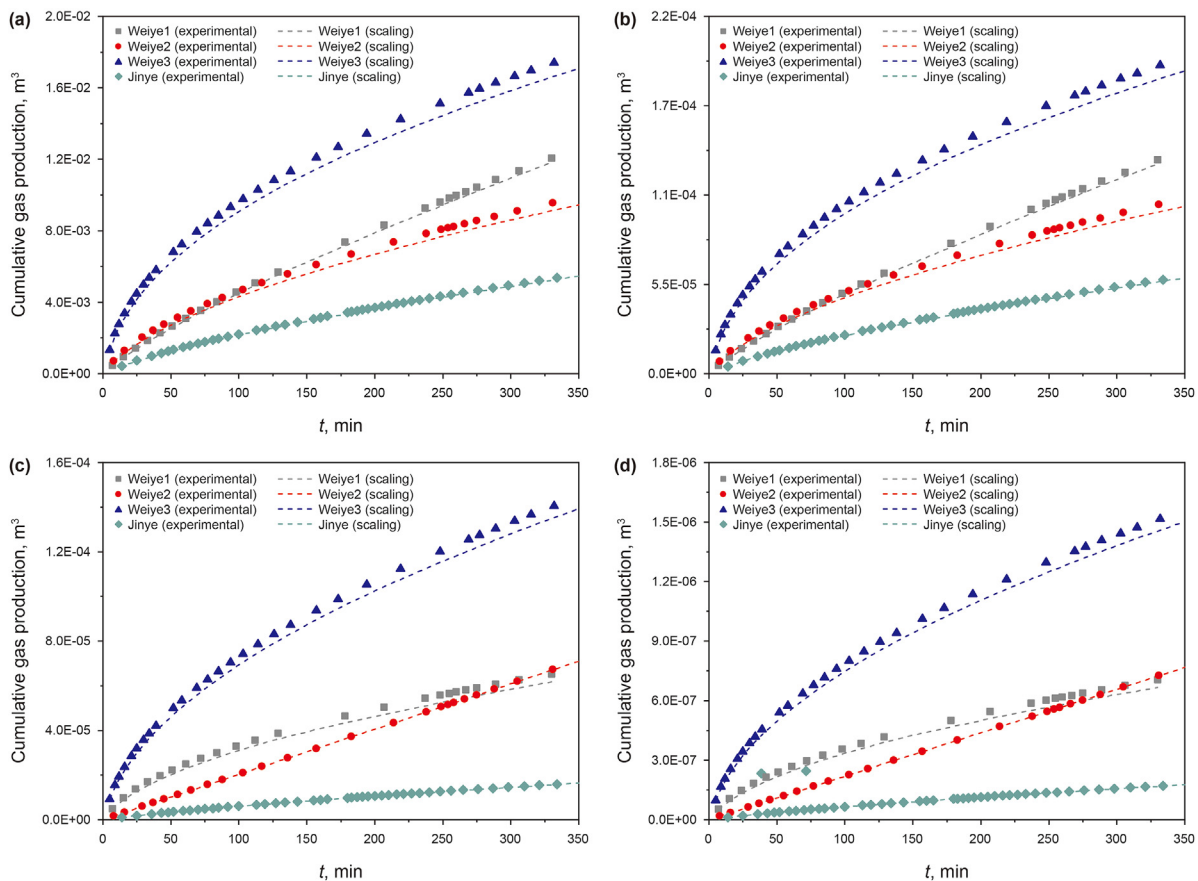 (a)
2.0E-02
1.6E-02
1.2E-02
8.0E-03
4.0E-03
0.0E+00
Cumulative gas production, m³
Weiye1 (experimental) Weiye1 (scaling)
Weiye2 (experimental) Weiye2 (scaling)
Weiye3 (experimental) Weiye3 (scaling)
Jinye (experimental) Jinye (scaling)
0 50 100 150 200 250 300 350
t, min
(b)
2.2E-04
1.7E-04
1.1E-04
5.5E-05
0.0E+00
Cumulative gas production, m³
Weiye1 (experimental) Weiye1 (scaling)
Weiye2 (experimental) Weiye2 (scaling)
Weiye3 (experimental) Weiye3 (scaling)
Jinye (experimental) Jinye (scaling)
0 50 100 150 200 250 300 350
t, min
(c)
1.6E-04
1.2E-04
8.0E-05
4.0E-05
0.0E+00
Cumulative gas production, m³
Weiye1 (experimental) Weiye1 (scaling)
Weiye2 (experimental) Weiye2 (scaling)
Weiye3 (experimental) Weiye3 (scaling)
Jinye (experimental) Jinye (scaling)
0 50 100 150 200 250 300 350
t, min
(d)
1.8E-06
1.5E-06
1.2E-06
9.0E-07
6.0E-07
3.0E-07
0.0E+00
Cumulative gas production, m³
Weiye1 (experimental) Weiye1 (scaling)
Weiye2 (experimental) Weiye2 (scaling)
Weiye3 (experimental) Weiye3 (scaling)
Jinye (experimental) Jinye (scaling)
0 50 100 150 200 250 300 350
t, min